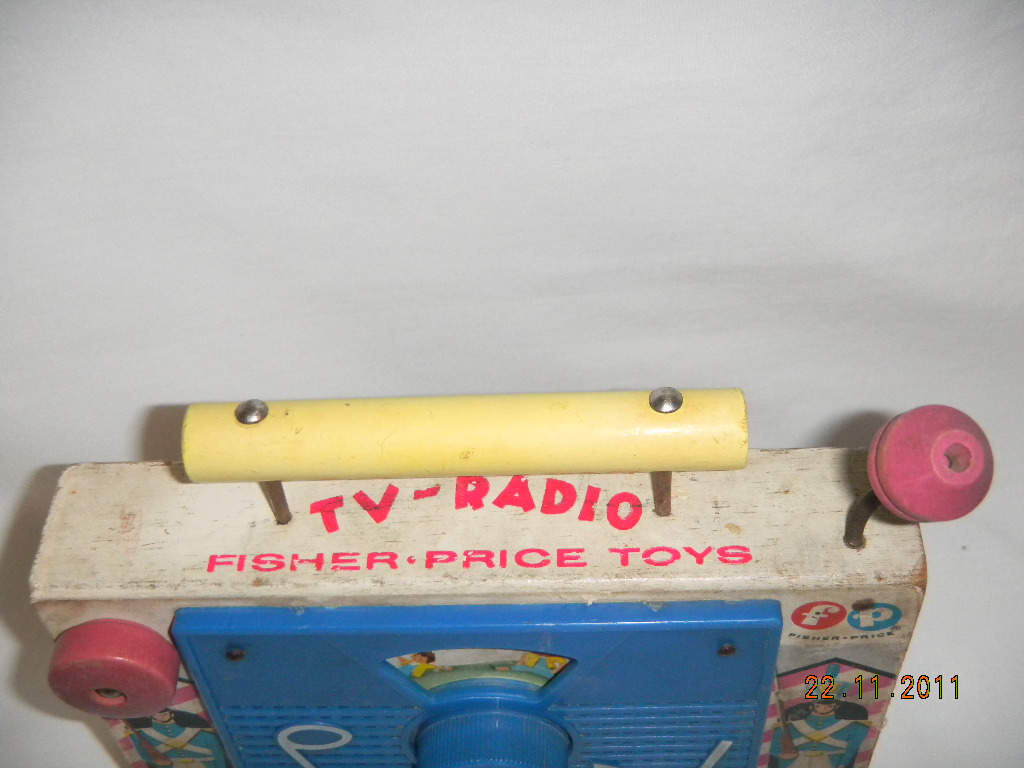 TV-RADIO
FISHER·PRICE TOYS
fp
FISHER-PRICE®
22.11.2011